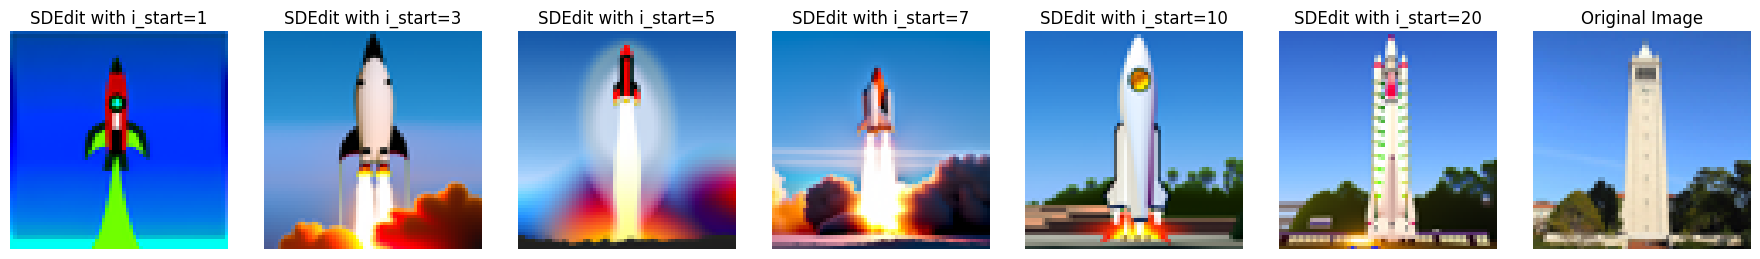 SDEdit with i_start=1
SDEdit with i_start=3
SDEdit with i_start=5
SDEdit with i_start=7
SDEdit with i_start=10
SDEdit with i_start=20
Original Image